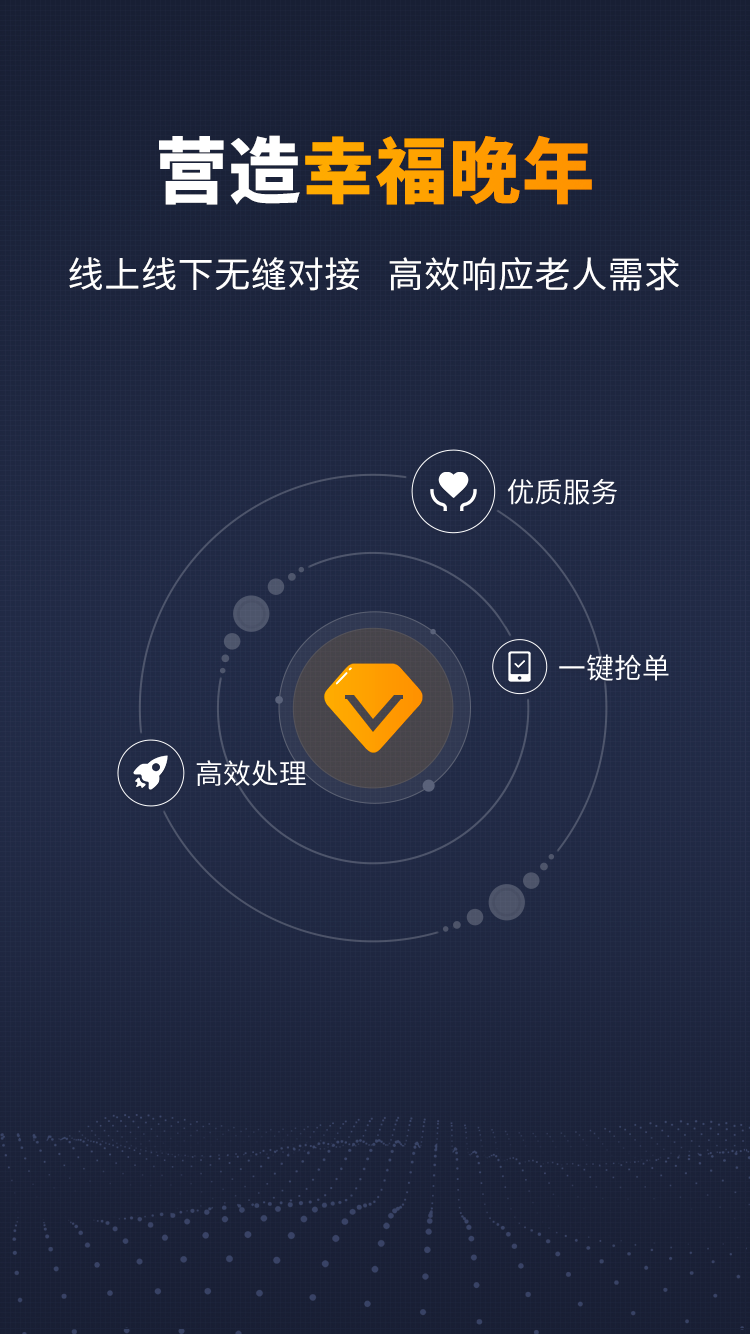 营造幸福晚年
线上线下无缝对接 高效响应老人需求
优质服务
一键抢单
高效处理